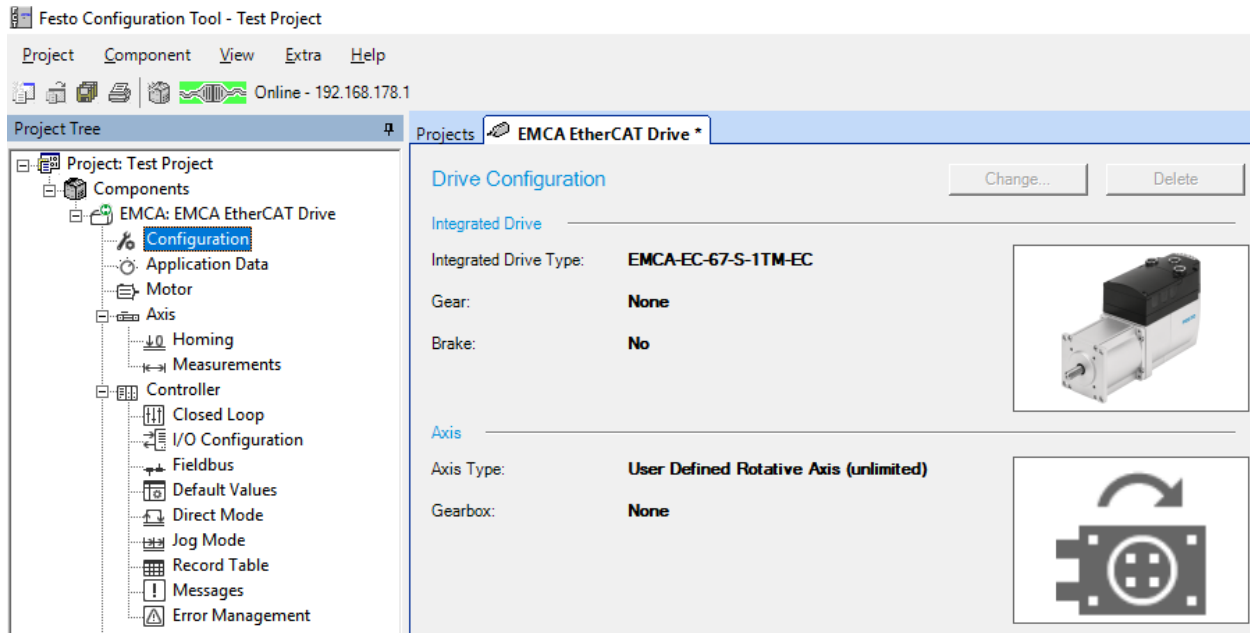 Festo Configuration Tool - Test Project
Project Component View Extra Help
Online - 192.168.178.1
Project Tree
Project: Test Project
Components
EMCA: EMCA EtherCAT Drive
Configuration
Application Data
Motor
Axis
Homing
Measurements
Controller
Closed Loop
I/O Configuration
Fieldbus
Default Values
Direct Mode
Jog Mode
Record Table
Messages
Error Management
Projects EMCA EtherCAT Drive *
Drive Configuration Change... Delete
Integrated Drive
Integrated Drive Type: EMCA-EC-67-S-1TM-EC
Gear: None
Brake: No
Axis
Axis Type: User Defined Rotative Axis (unlimited)
Gearbox: None